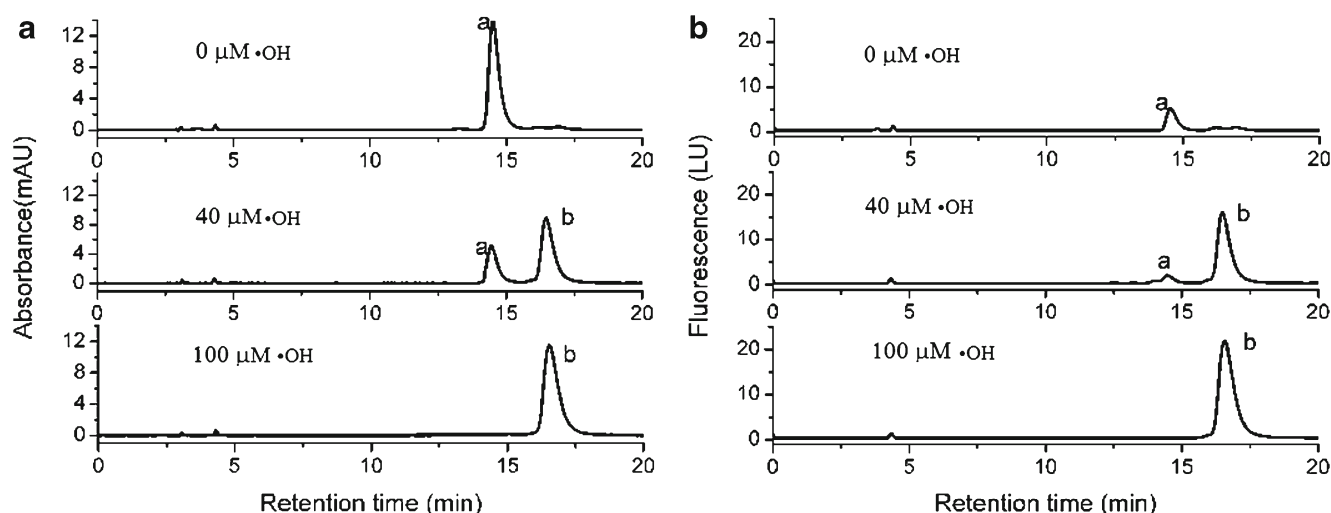 a
Absorbance(mAU)
12
8
4
0
0 μM •OH
a
0 5 10 15 20
12
8
4
0
40 μM •OH
a
b
0 5 10 15 20
12
8
4
0
100 μM •OH
b
0 5 10 15 20
Retention time (min)
b
Fluorescence (LU)
20
10
0
0 μM •OH
a
0 5 10 15 20
20
10
0
40 μM •OH
a
b
0 5 10 15 20
20
10
0
100 μM •OH
b
0 5 10 15 20
Retention time (min)